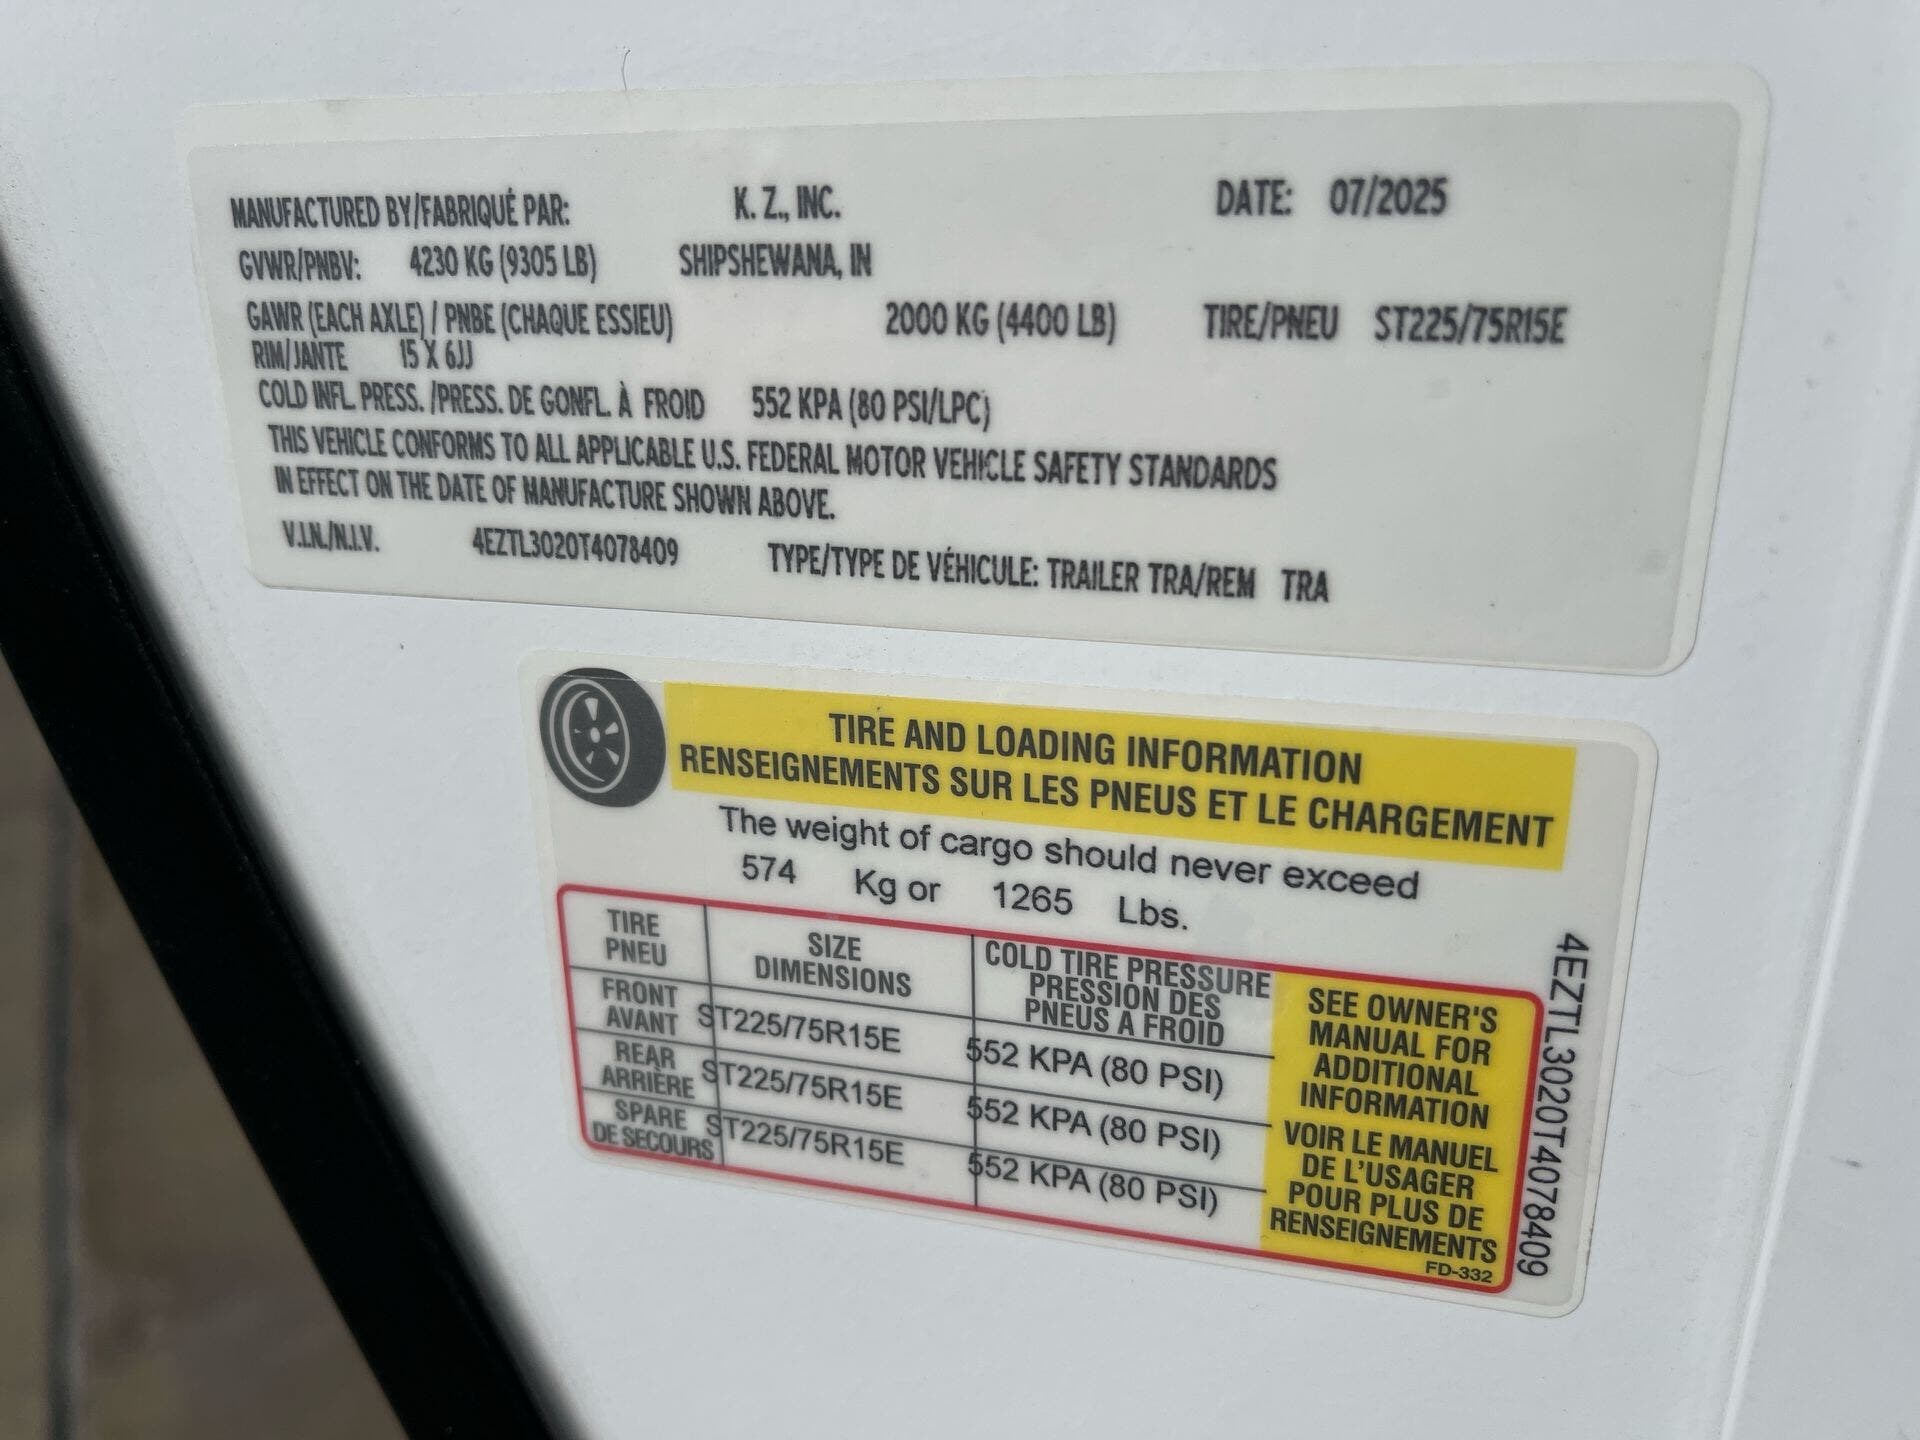 MANUFACTURED BY/FABRIQUÉ PAR: K. Z., INC. DATE: 07/2025
GVWR/PNBV: 4230 KG (9305 LB) SHIPSHEWANA, IN
GAWR (EACH AXLE) / PNBE (CHAQUE ESSIEU) 2000 KG (4400 LB) TIRE/PNEU ST225/75R15E
RIM/JANTE 15 X 6JJ
COLD INFL. PRESS. /PRESS. DE GONFL. À FROID 552 KPA (80 PSI/LPC)
THIS VEHICLE CONFORMS TO ALL APPLICABLE U.S. FEDERAL MOTOR VEHICLE SAFETY STANDARDS
IN EFFECT ON THE DATE OF MANUFACTURE SHOWN ABOVE.
V.I.N./N.I.V. 4EZTL3020T4078409 TYPE/TYPE DE VÉHICULE: TRAILER TRA/REM TRA
TIRE AND LOADING INFORMATION
RENSEIGNEMENTS SUR LES PNEUS ET LE CHARGEMENT
The weight of cargo should never exceed
574 Kg or 1265 Lbs.
TIRE
PNEU
SIZE
DIMENSIONS
COLD TIRE PRESSURE
PRESSION DES
PNEUS A FROID
FRONT
AVANT
ST225/75R15E
552 KPA (80 PSI)
REAR
ARRIÈRE
ST225/75R15E
552 KPA (80 PSI)
SPARE
DE SECOURS
ST225/75R15E
552 KPA (80 PSI)
SEE OWNER'S
MANUAL FOR
ADDITIONAL
INFORMATION
VOIR LE MANUEL
DE L'USAGER
POUR PLUS DE
RENSEIGNEMENTS
FD-332
4EZTL3020T4078409